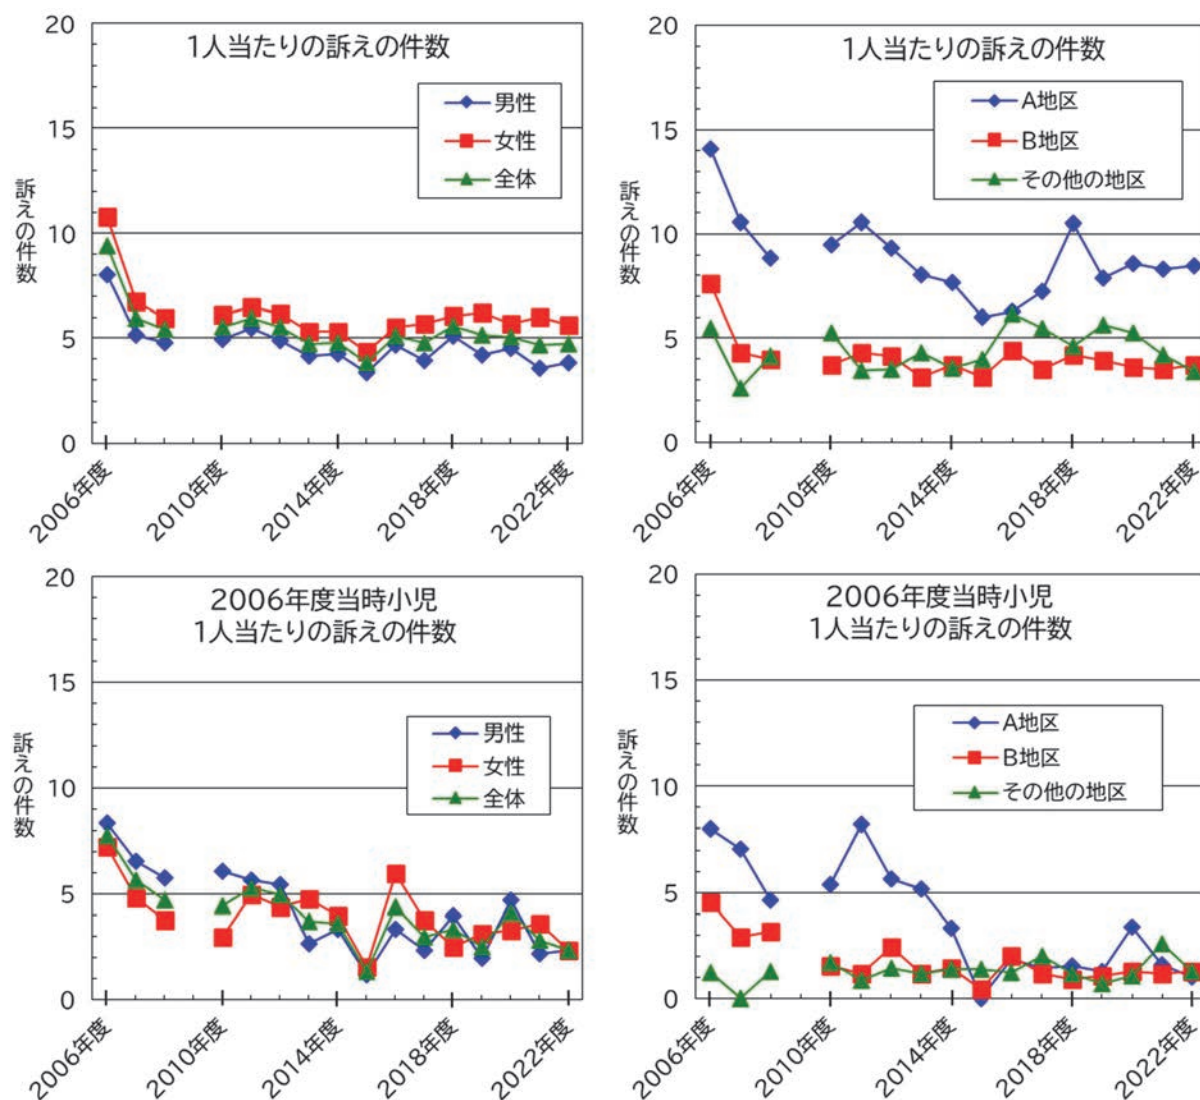 1人当たりの訴えの件数
20
15
10
5
0
訴えの件数
男性
女性
全体
2006年度
2010年度
2014年度
2018年度
2022年度
1人当たりの訴えの件数
20
15
10
5
0
訴えの件数
A地区
B地区
その他の地区
2006年度
2010年度
2014年度
2018年度
2022年度
2006年度当時小児
1人当たりの訴えの件数
20
15
10
5
0
訴えの件数
男性
女性
全体
2006年度
2010年度
2014年度
2018年度
2022年度
2006年度当時小児
1人当たりの訴えの件数
20
15
10
5
0
訴えの件数
A地区
B地区
その他の地区
2006年度
2010年度
2014年度
2018年度
2022年度